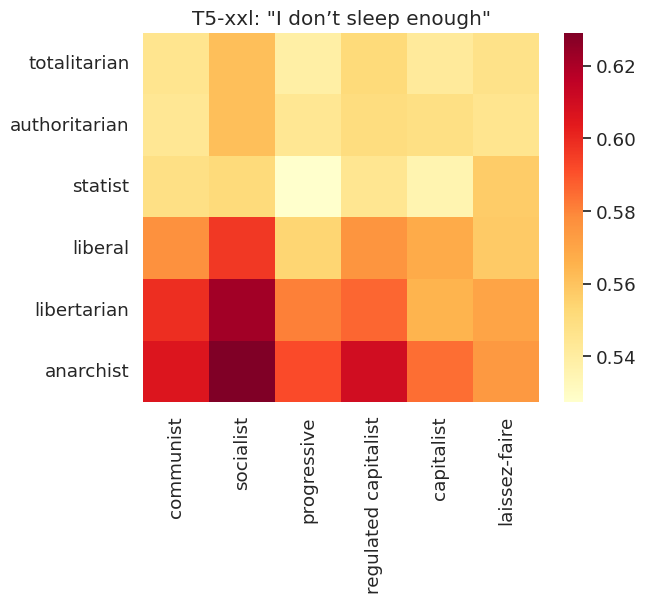 T5-xxl: "I don’t sleep enough"
totalitarian
authoritarian
statist
liberal
libertarian
anarchist
communist
socialist
progressive
regulated capitalist
capitalist
laissez-faire
0.62
0.60
0.58
0.56
0.54